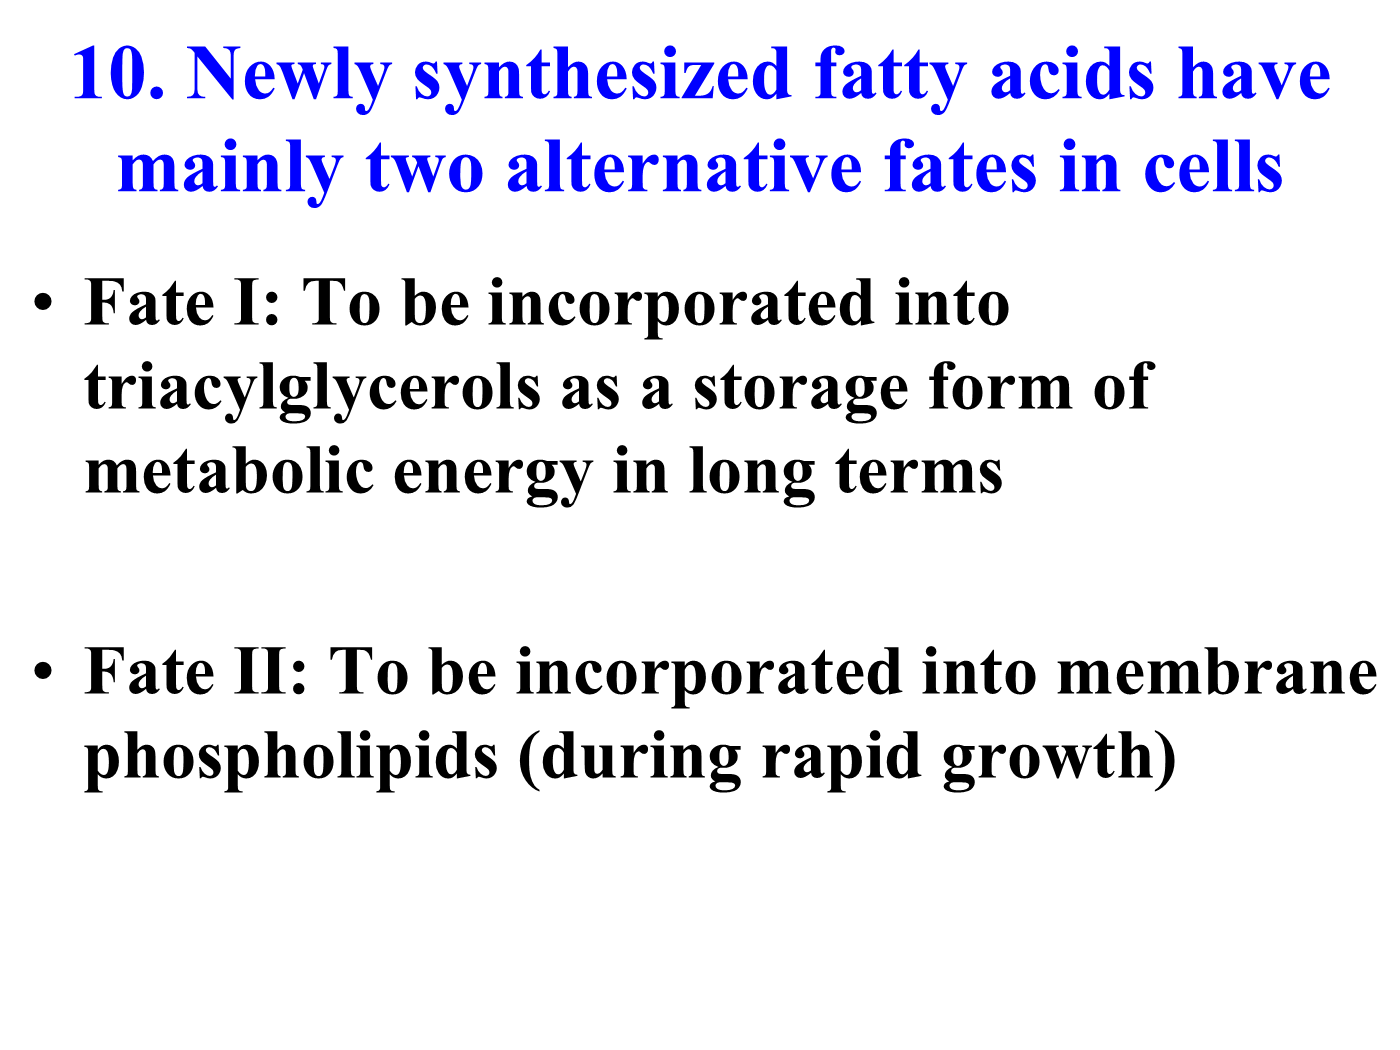 10. Newly synthesized fatty acids have
mainly two alternative fates in cells
• Fate I: To be incorporated into
triacylglycerols as a storage form of
metabolic energy in long terms
• Fate II: To be incorporated into membrane
phospholipids (during rapid growth)